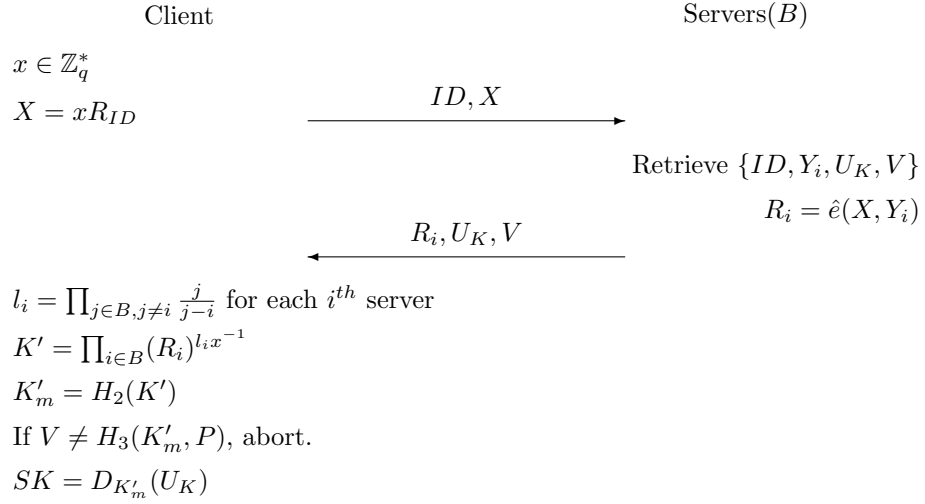 Client Servers(B)
x ∈ ℤ_q^*
X = xR_{ID}
ID, X
Retrieve {ID, Y_i, U_K, V}
R_i = ê(X, Y_i)
R_i, U_K, V
l_i = ∏_{j∈B,j≠i} \frac{j}{j−i} for each i^{th} server
K′ = ∏_{i∈B}(R_i)^{l_i x^{−1}}
K′_m = H_2(K′)
If V ≠ H_3(K′_m, P), abort.
SK = D_{K′_m}(U_K)